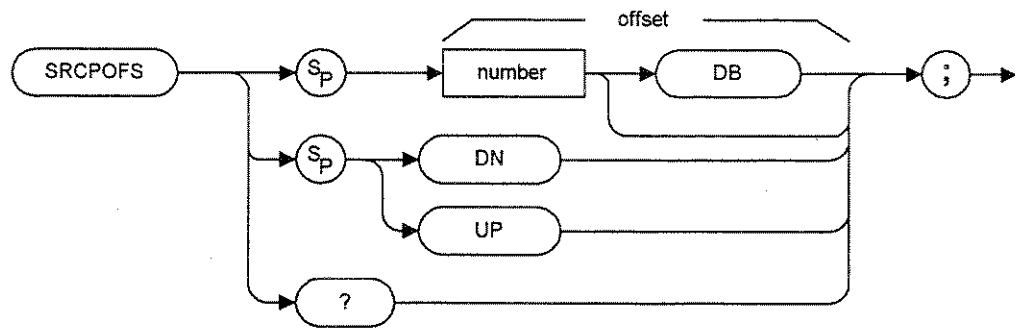 offset
SRCPOFS SP number DB ;
SP DN
UP
?